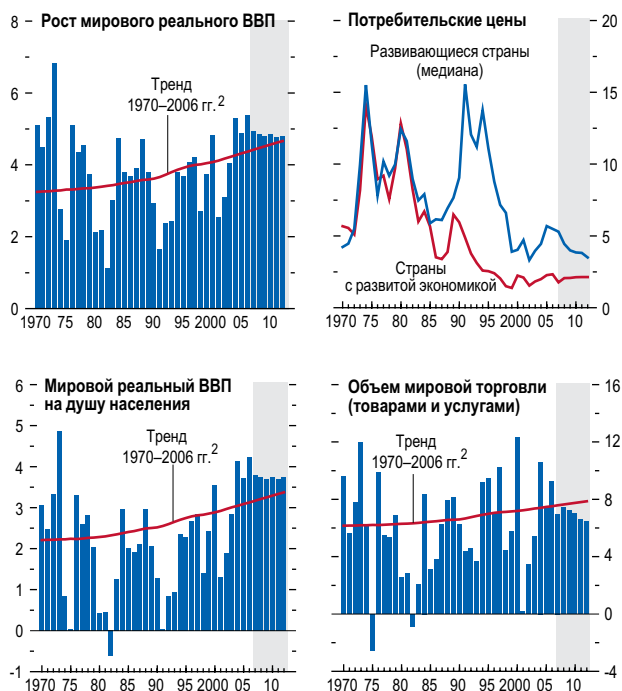 Рост мирового реального ВВП
8
6
4
2
0
Тренд
1970–2006 гг.2
1970 75 80 85 90 95 2000 05 10
Потребительские цены
20
15
10
5
0
Развивающиеся страны
(медиана)
Страны
с развитой экономикой
1970 75 80 85 90 95 2000 05 10
Мировой реальный ВВП
на душу населения
6
5
4
3
2
1
0
-1
Тренд
1970–2006 гг.2
1970 75 80 85 90 95 2000 05 10
Объем мировой торговли
(товарами и услугами)
16
12
8
4
0
-4
Тренд
1970–2006 гг.2
1970 75 80 85 90 95 2000 05 10